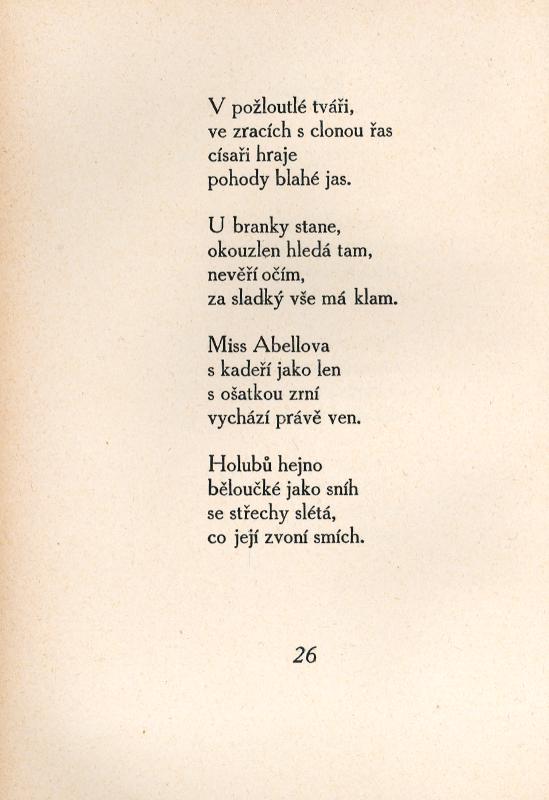 V požloutlé tváři,
ve zracích s clonou řas
císaři hraje
pohody blahé jas.
U branky stane,
okouzlen hledá tam,
nevěří očím,
za sladký vše má klam.
Miss Abellova
s kadeří jako len
s ošatkou zrní
vychází právě ven.
Holubů hejno
běloučké jako sníh
se střechy slétá,
co její zvoní smích.
26